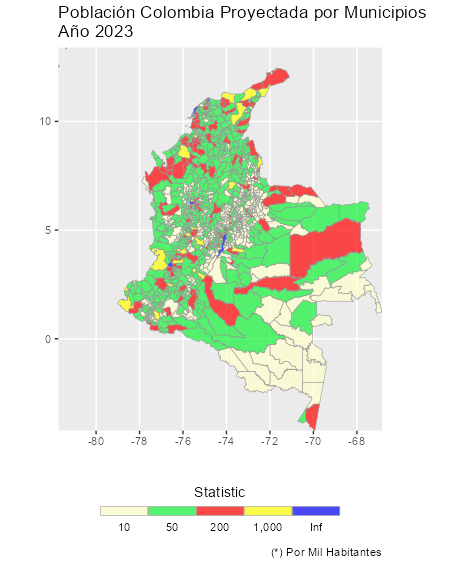 Población Colombia Proyectada por Municipios
Año 2023
10
5
0
-80 -78 -76 -74 -72 -70 -68
Statistic
10 50 200 1,000 Inf
(*) Por Mil Habitantes